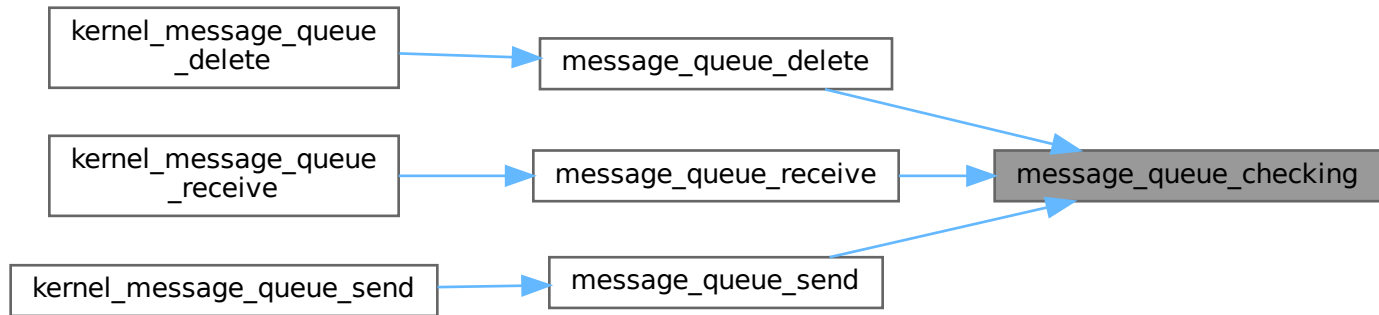 kernel_message_queue
_delete
message_queue_delete
kernel_message_queue
_receive
message_queue_receive
message_queue_checking
kernel_message_queue_send
message_queue_send